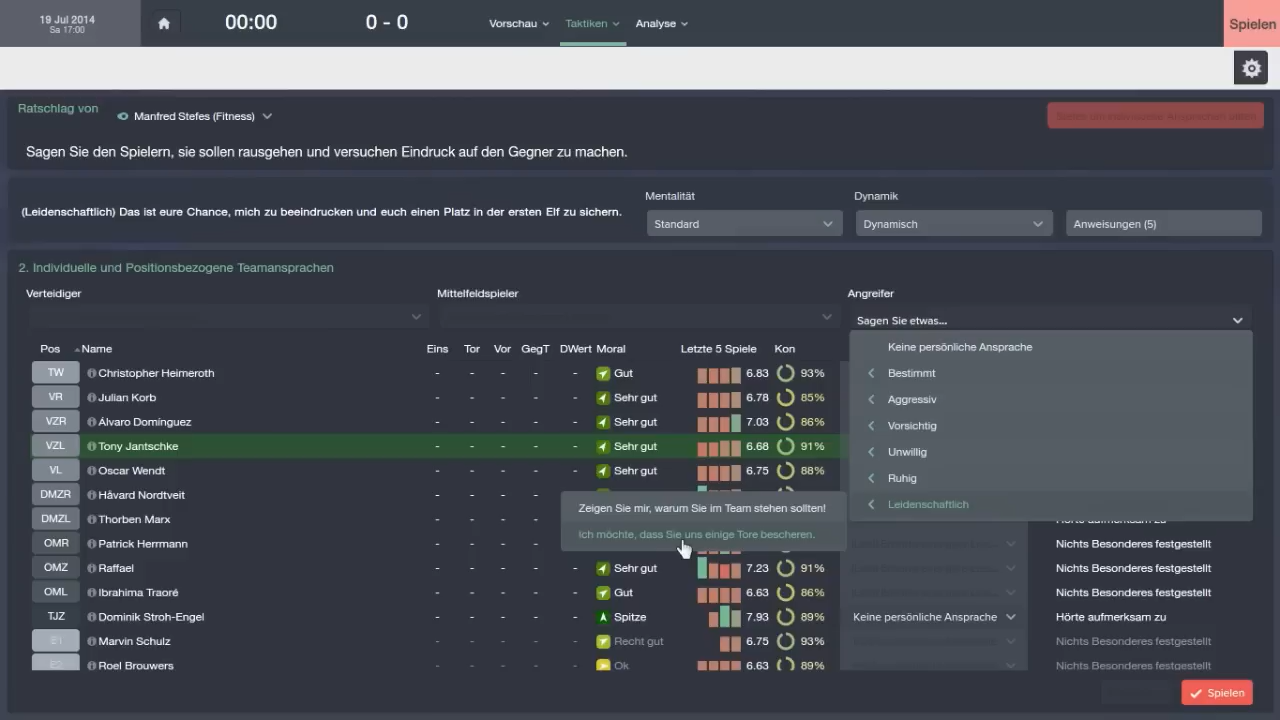 19 Jul 2014
Sa 17:00
00:00
0 - 0
Vorschau
Taktiken
Analyse
Spielen
Ratschlag von
Manfred Stefes (Fitness)
Sagen Sie den Spielern, sie sollen rausgehen und versuchen Eindruck auf den Gegner zu machen.
(Leidenschaftlich) Das ist eure Chance, mich zu beeindrucken und euch einen Platz in der ersten Elf zu sichern.
Mentalität
Standard
Dynamik
Dynamisch
Anweisungen (5)
2. Individuelle und Positionsbezogene Teamansprachen
Verteidiger
Mittelfeldspieler
Angreifer
Sagen Sie etwas...
Keine persönliche Ansprache
Bestimmt
Aggressiv
Vorsichtig
Unwillig
Ruhig
Leidenschaftlich
Zeigen Sie mir, warum Sie im Team stehen sollten!
Ich möchte, dass Sie uns einige Tore bescheren.
Pos Name Eins Tor Vor GegT DWert Moral Letzte 5 Spiele Kon
TW Christopher Heimeroth - - - - - Gut 6.83 93%
VR Julian Korb - - - - - Sehr gut 6.78 85%
VZR Álvaro Domínguez - - - - - Sehr gut 7.03 86%
VZL Tony Jantschke - - - - - Sehr gut 6.68 91%
VL Oscar Wendt - - - - - Sehr gut 6.75 88%
DMZR Håvard Nordtveit - - - -
DMZL Thorben Marx - - - - Hörte aufmerksam zu
OMR Patrick Herrmann - - - - Nichts Besonderes festgestellt
OMZ Raffael - - - - - Sehr gut 7.23 91% Nichts Besonderes festgestellt
OML Ibrahima Traoré - - - - - Gut 6.63 86% Nichts Besonderes festgestellt
TJZ Dominik Stroh-Engel - - - - - Spitze 7.93 89% Keine persönliche Ansprache Hörte aufmerksam zu
E1 Marvin Schulz - - - - - Recht gut 6.75 93% Nichts Besonderes festgestellt
E2 Roel Brouwers - - - - - Ok 6.63 89% Nichts Besonderes festgestellt
Spielen